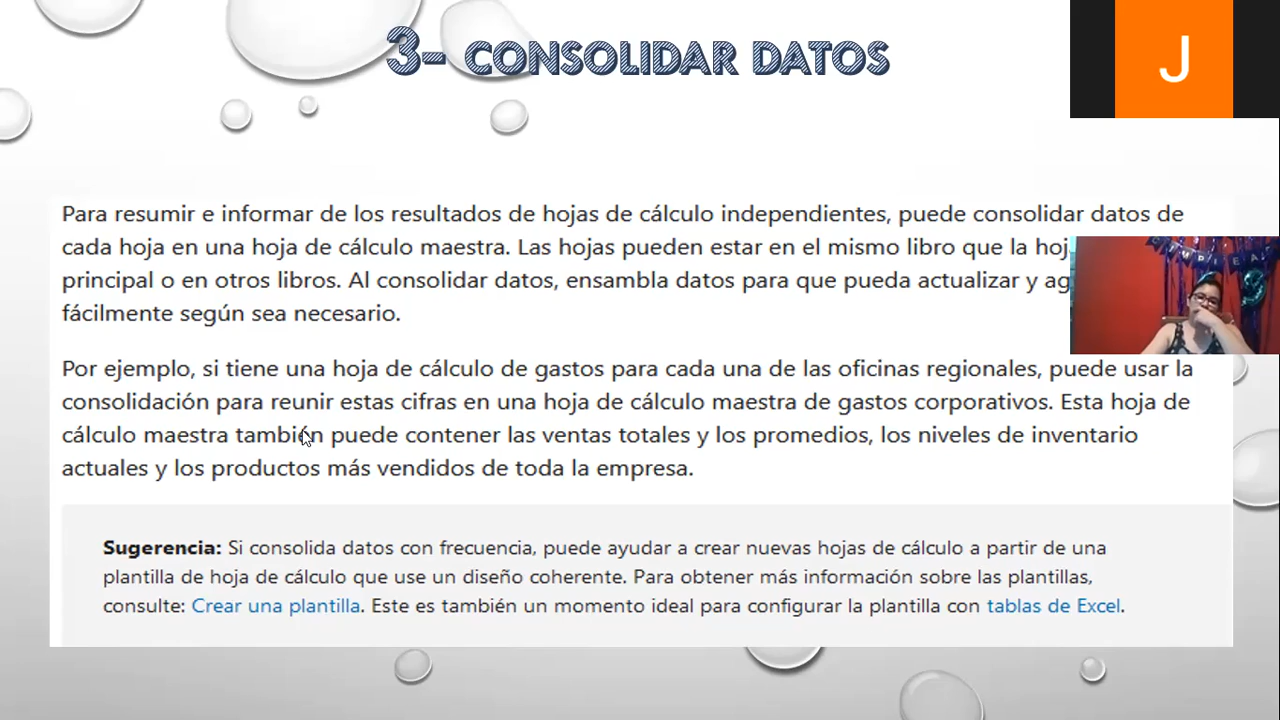 3- CONSOLIDAR DATOS
J
Para resumir e informar de los resultados de hojas de cálculo independientes, puede consolidar datos de
cada hoja en una hoja de cálculo maestra. Las hojas pueden estar en el mismo libro que la hoj
principal o en otros libros. Al consolidar datos, ensambla datos para que pueda actualizar y ag
fácilmente según sea necesario.
Por ejemplo, si tiene una hoja de cálculo de gastos para cada una de las oficinas regionales, puede usar la
consolidación para reunir estas cifras en una hoja de cálculo maestra de gastos corporativos. Esta hoja de
cálculo maestra también puede contener las ventas totales y los promedios, los niveles de inventario
actuales y los productos más vendidos de toda la empresa.
Sugerencia: Si consolida datos con frecuencia, puede ayudar a crear nuevas hojas de cálculo a partir de una
plantilla de hoja de cálculo que use un diseño coherente. Para obtener más información sobre las plantillas,
consulte: Crear una plantilla. Este es también un momento ideal para configurar la plantilla con tablas de Excel.